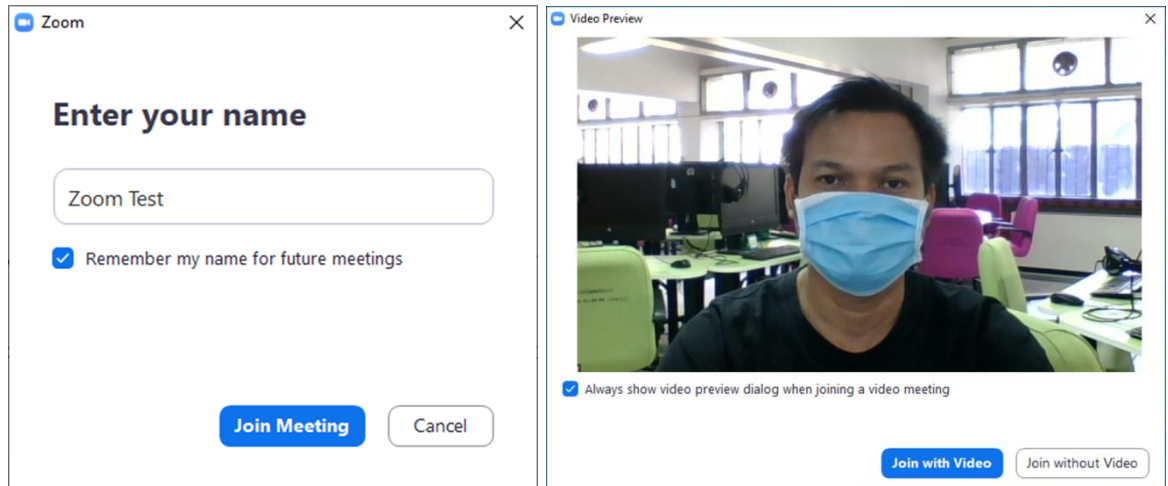 Zoom
Enter your name
Zoom Test
Remember my name for future meetings
Join Meeting
Cancel
Video Preview
Always show video preview dialog when joining a video meeting
Join with Video
Join without Video